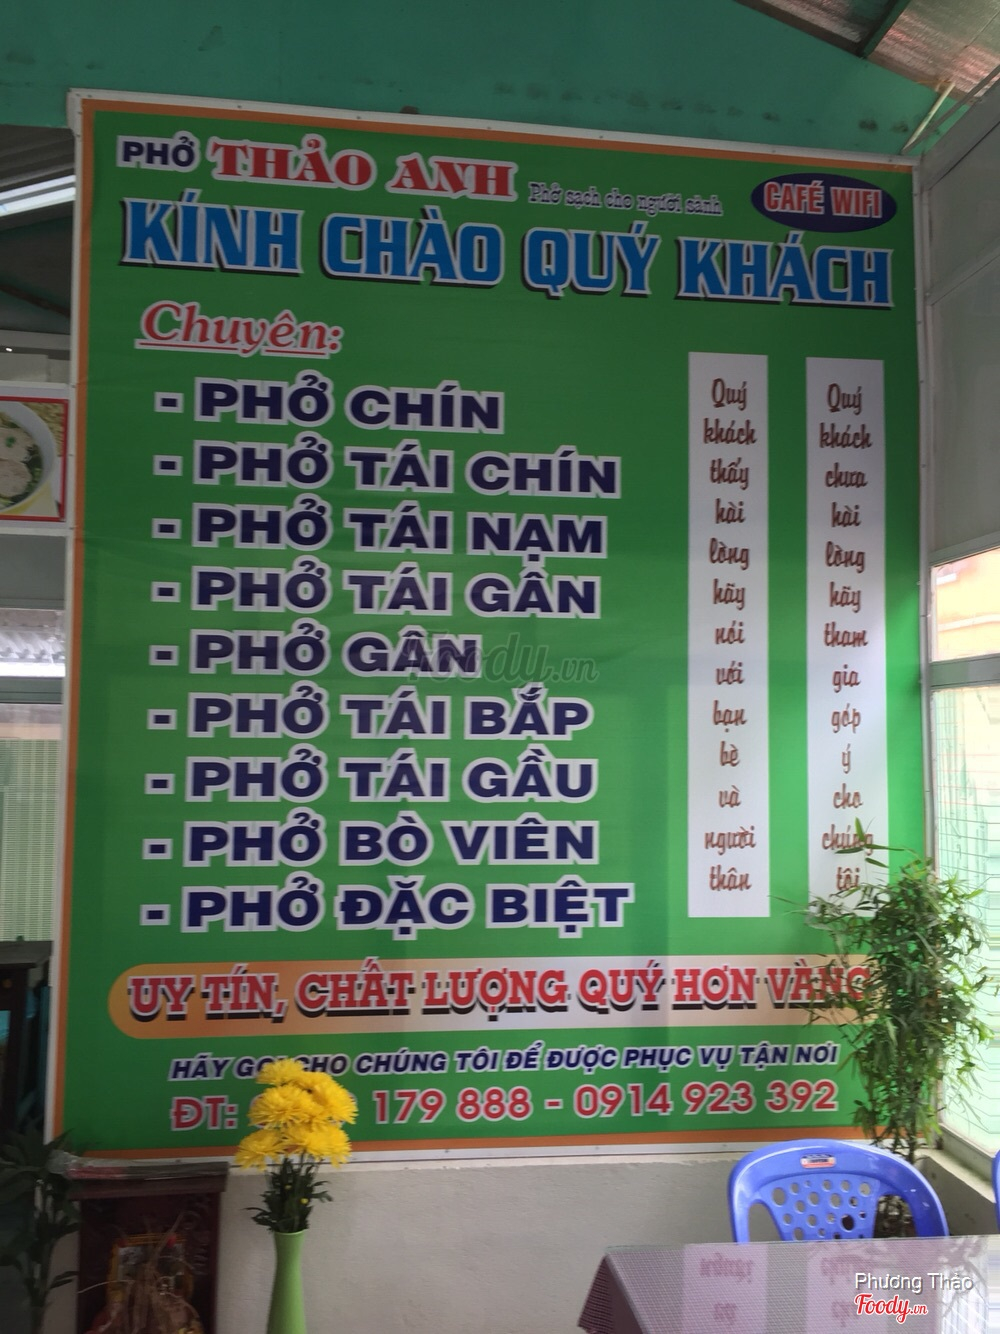 PHỞ THẢO ANH
Phở sạch cho người sành
CAFÉ WIFI
KÍNH CHÀO QUÝ KHÁCH
Chuyên:
- PHỞ CHÍN
- PHỞ TÁI CHÍN
- PHỞ TÁI NẠM
- PHỞ TÁI GÂN
- PHỞ GÂN
- PHỞ TÁI BẮP
- PHỞ TÁI GẦU
- PHỞ BÒ VIÊN
- PHỞ ĐẶC BIỆT
Quý
khách
thấy
hài
lòng
hãy
nói
với
bạn
bè
và
người
thân
Quý
khách
chưa
hài
lòng
hãy
tham
gia
góp
ý
cho
chúng
tôi
UY TÍN, CHẤT LƯỢNG QUÝ HƠN VÀNG
HÃY GỌI CHO CHÚNG TÔI ĐỂ ĐƯỢC PHỤC VỤ TẬN NƠI
ĐT: 179 888 - 0914 923 392
Foody.vn
Phương Thảo
Foody.vn